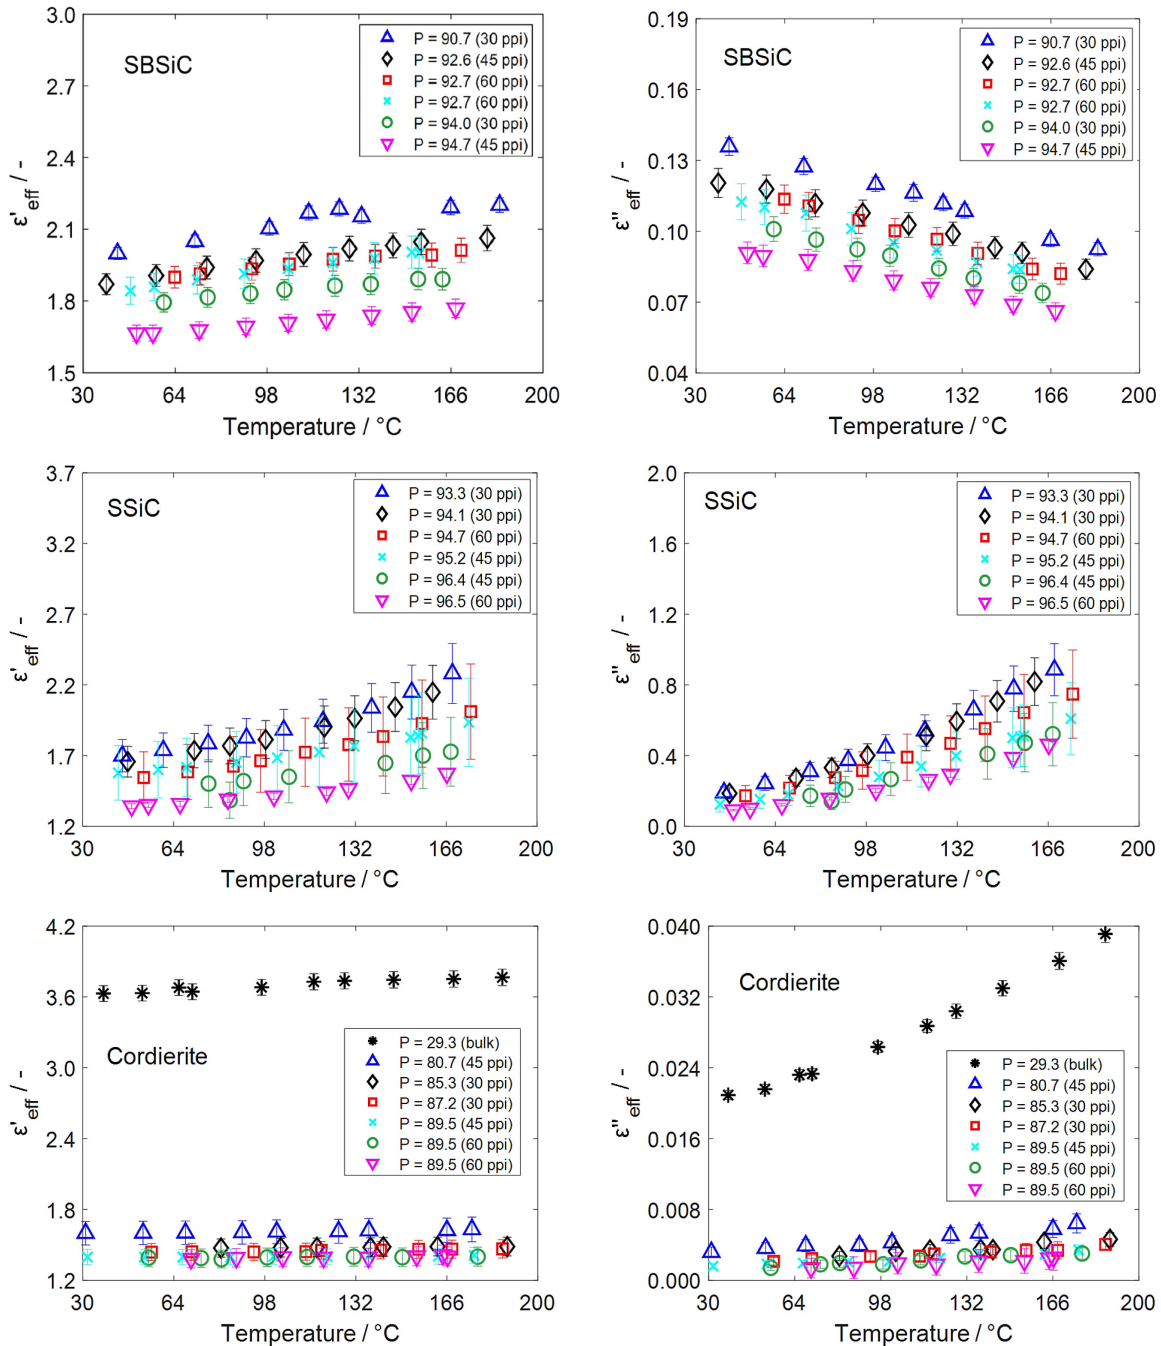 3.0
2.7
2.4
2.1
1.8
1.5
30 64 98 132 166 200
Temperature / °C
ε'eff / -
SBSiC
P = 90.7 (30 ppi)
P = 92.6 (45 ppi)
P = 92.7 (60 ppi)
P = 92.7 (60 ppi)
P = 94.0 (30 ppi)
P = 94.7 (45 ppi)
0.19
0.16
0.13
0.10
0.07
0.04
30 64 98 132 166 200
Temperature / °C
ε''eff / -
SBSiC
P = 90.7 (30 ppi)
P = 92.6 (45 ppi)
P = 92.7 (60 ppi)
P = 92.7 (60 ppi)
P = 94.0 (30 ppi)
P = 94.7 (45 ppi)
3.7
3.2
2.7
2.2
1.7
1.2
30 64 98 132 166 200
Temperature / °C
ε'eff / -
SSiC
P = 93.3 (30 ppi)
P = 94.1 (30 ppi)
P = 94.7 (60 ppi)
P = 95.2 (45 ppi)
P = 96.4 (45 ppi)
P = 96.5 (60 ppi)
2.0
1.6
1.2
0.8
0.4
0.0
30 64 98 132 166 200
Temperature / °C
ε''eff / -
SSiC
P = 93.3 (30 ppi)
P = 94.1 (30 ppi)
P = 94.7 (60 ppi)
P = 95.2 (45 ppi)
P = 96.4 (45 ppi)
P = 96.5 (60 ppi)
4.2
3.6
3.0
2.4
1.8
1.2
30 64 98 132 166 200
Temperature / °C
ε'eff / -
Cordierite
P = 29.3 (bulk)
P = 80.7 (45 ppi)
P = 85.3 (30 ppi)
P = 87.2 (30 ppi)
P = 89.5 (45 ppi)
P = 89.5 (60 ppi)
P = 89.5 (60 ppi)
0.040
0.032
0.024
0.016
0.008
0.000
30 64 98 132 166 200
Temperature / °C
ε''eff / -
Cordierite
P = 29.3 (bulk)
P = 80.7 (45 ppi)
P = 85.3 (30 ppi)
P = 87.2 (30 ppi)
P = 89.5 (45 ppi)
P = 89.5 (60 ppi)
P = 89.5 (60 ppi)